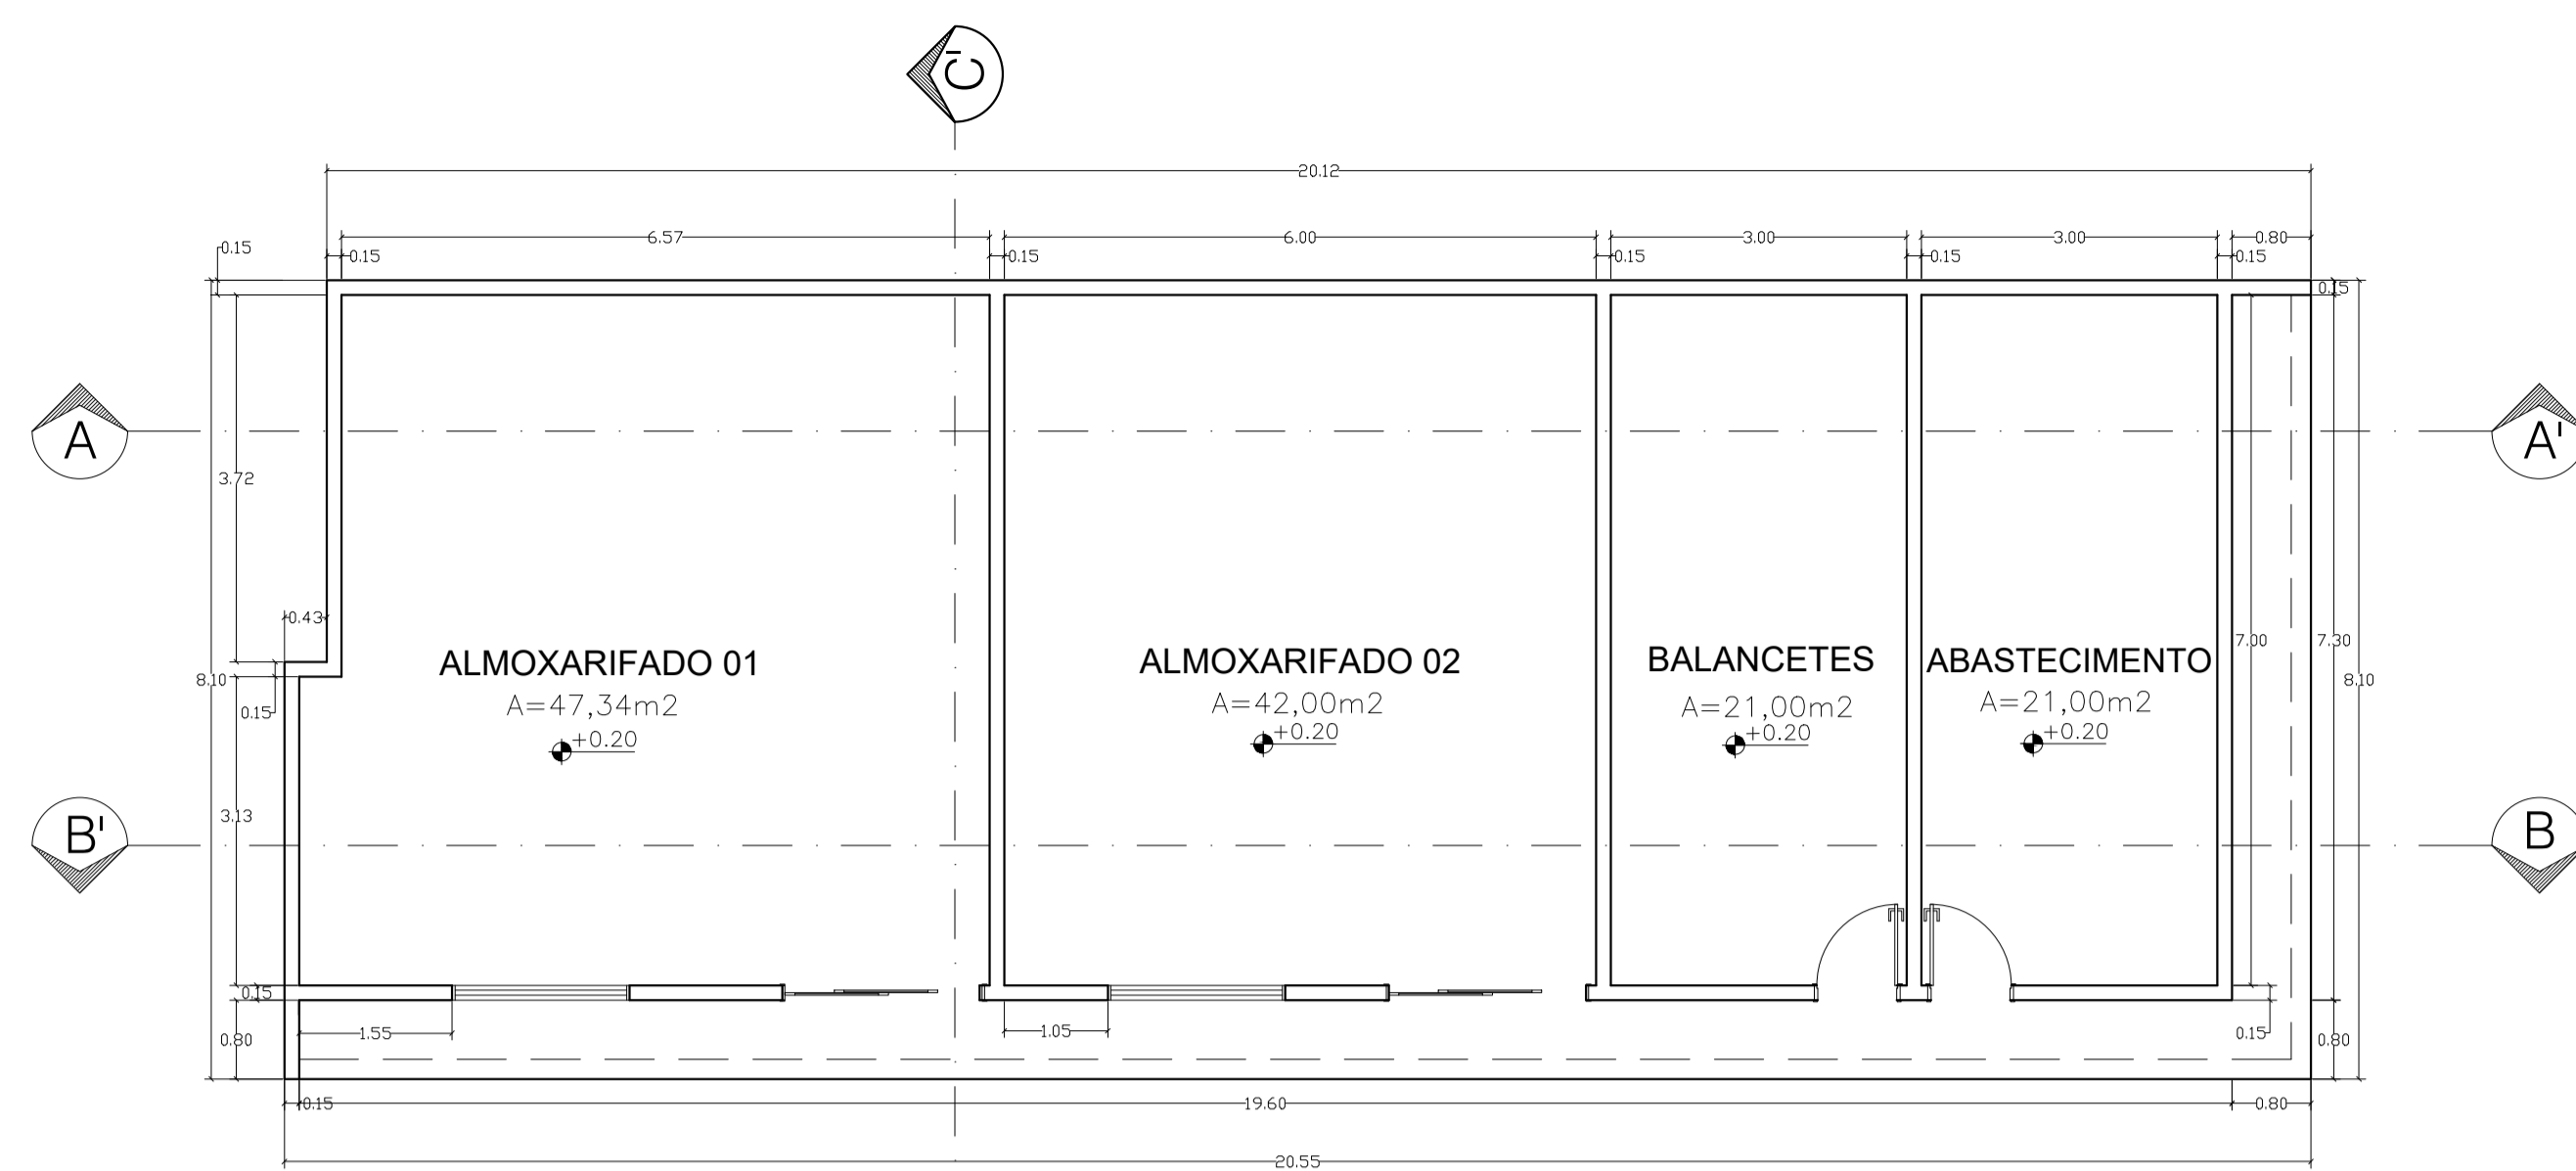 C'
20.12
6.57
6.00
3.00
3.00
0.80
0.15
0.15
0.15
0.15
0.15
0.15
0.15
A
A'
3.72
0.43
8.10
0.15
ALMOXARIFADO 01
A=47,34m2
+0.20
ALMOXARIFADO 02
A=42,00m2
+0.20
BALANCETES
A=21,00m2
+0.20
ABASTECIMENTO
A=21,00m2
+0.20
7.00
7.30
8.10
B'
3.13
B
0.15
0.80
1.55
1.05
0.15
0.80
0.15
19.60
0.80
20.55